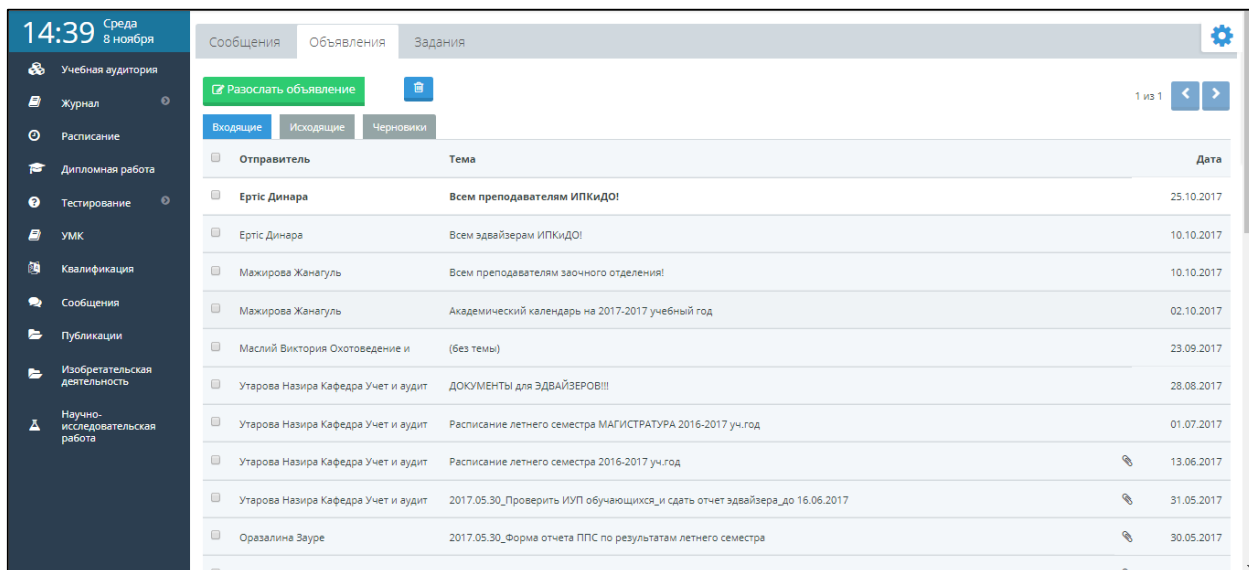 14:39 Среда
8 ноября
Учебная аудитория
Журнал
Расписание
Дипломная работа
Тестирование
УМК
Квалификация
Сообщения
Публикации
Изобретательская
деятельность
Научно-
исследовательская
работа
Сообщения Объявления Задания
Разослать объявление
1 из 1
Входящие Исходящие Черновики
Отправитель Тема Дата
Ертіс Динара Всем преподавателям ИПКиДО! 25.10.2017
Ертіс Динара Всем эдвайзерам ИПКиДО! 10.10.2017
Мажирова Жанагуль Всем преподавателям заочного отделения! 10.10.2017
Мажирова Жанагуль Академический календарь на 2017-2017 учебный год 02.10.2017
Маслий Виктория Охотоведение и (без темы) 23.09.2017
Утарова Назира Кафедра Учет и аудит ДОКУМЕНТЫ для ЭДВАЙЗЕРОВ!!! 28.08.2017
Утарова Назира Кафедра Учет и аудит Расписание летнего семестра МАГИСТРАТУРА 2016-2017 уч.год 01.07.2017
Утарова Назира Кафедра Учет и аудит Расписание летнего семестра 2016-2017 уч.год 13.06.2017
Утарова Назира Кафедра Учет и аудит 2017.05.30_Проверить ИУП обучающихся_и сдать отчет эдвайзера_до 16.06.2017 31.05.2017
Оразалина Зауре 2017.05.30_Форма отчета ППС по результатам летнего семестра 30.05.2017